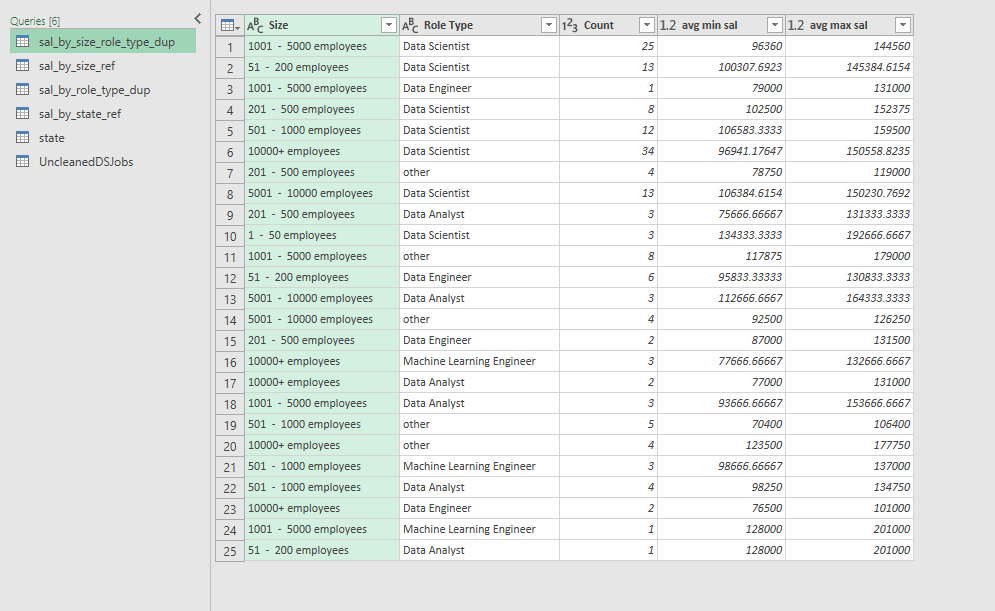 Queries [6]
sal_by_size_role_type_dup
sal_by_size_ref
sal_by_role_type_dup
sal_by_state_ref
state
UncleanedDSJobs
ABC Size ABC Role Type 123 Count 1.2 avg min sal 1.2 avg max sal
1 1001 - 5000 employees Data Scientist 25 96360 144560
2 51 - 200 employees Data Scientist 13 100307.6923 145384.6154
3 1001 - 5000 employees Data Engineer 1 79000 131000
4 201 - 500 employees Data Scientist 8 102500 152375
5 501 - 1000 employees Data Scientist 12 106583.3333 159500
6 10000+ employees Data Scientist 34 96941.17647 150558.8235
7 201 - 500 employees other 4 78750 119000
8 5001 - 10000 employees Data Scientist 13 106384.6154 150230.7692
9 201 - 500 employees Data Analyst 3 75666.66667 131333.3333
10 1 - 50 employees Data Scientist 3 134333.3333 192666.6667
11 1001 - 5000 employees other 8 117875 179000
12 51 - 200 employees Data Engineer 6 95833.33333 130833.3333
13 5001 - 10000 employees Data Analyst 3 112666.6667 164333.3333
14 5001 - 10000 employees other 4 92500 126250
15 201 - 500 employees Data Engineer 2 87000 131500
16 10000+ employees Machine Learning Engineer 3 77666.66667 132666.6667
17 10000+ employees Data Analyst 2 77000 131000
18 1001 - 5000 employees Data Analyst 3 93666.66667 153666.6667
19 501 - 1000 employees other 5 70400 106400
20 10000+ employees other 4 123500 177750
21 501 - 1000 employees Machine Learning Engineer 3 98666.66667 137000
22 501 - 1000 employees Data Analyst 4 98250 134750
23 10000+ employees Data Engineer 2 76500 101000
24 1001 - 5000 employees Machine Learning Engineer 1 128000 201000
25 51 - 200 employees Data Analyst 1 128000 201000